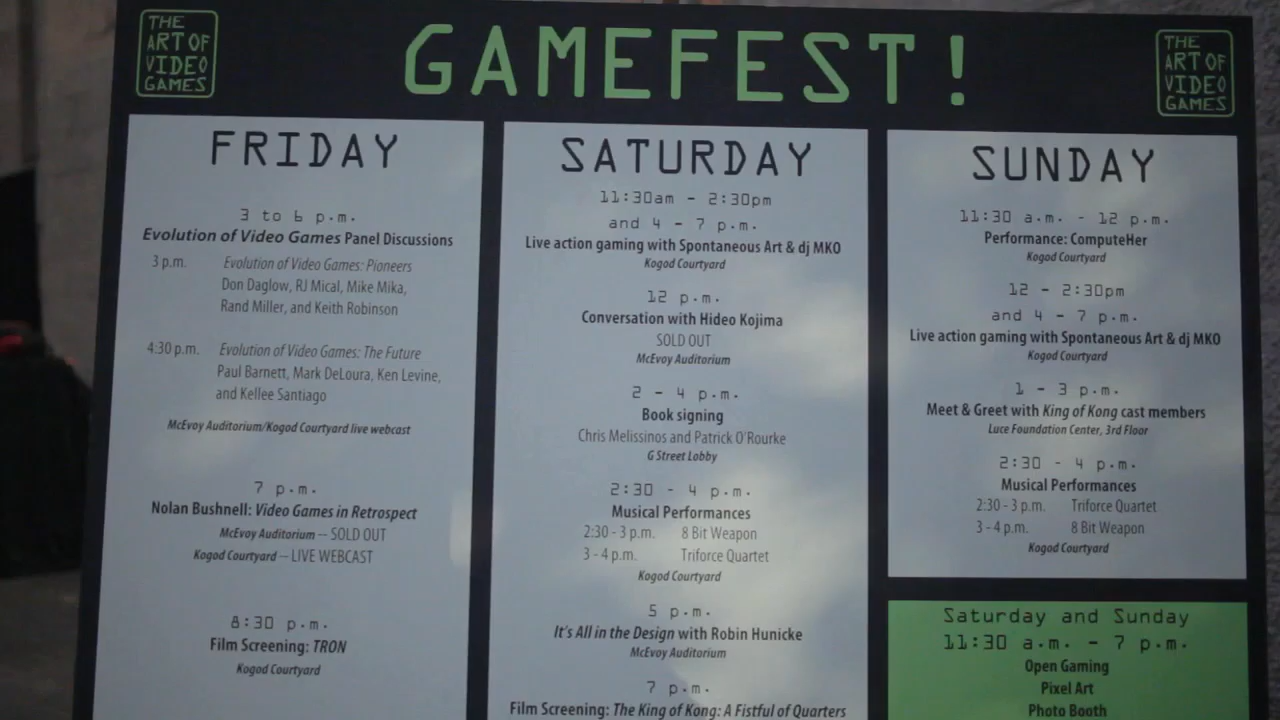 THE
ART OF
VIDEO
GAMES
GAMEFEST!
THE
ART OF
VIDEO
GAMES
FRIDAY
3 to 6 p.m.
Evolution of Video Games Panel Discussions
3 p.m. Evolution of Video Games: Pioneers
Don Daglow, RJ Mical, Mike Mika,
Rand Miller, and Keith Robinson
4:30 p.m. Evolution of Video Games: The Future
Paul Barnett, Mark DeLoura, Ken Levine,
and Kellee Santiago
McEvoy Auditorium/Kogod Courtyard live webcast
7 p.m.
Nolan Bushnell: Video Games in Retrospect
McEvoy Auditorium -- SOLD OUT
Kogod Courtyard -- LIVE WEBCAST
8:30 p.m.
Film Screening: TRON
Kogod Courtyard
SATURDAY
11:30am - 2:30pm
and 4 - 7 p.m.
Live action gaming with Spontaneous Art & dj MKO
Kogod Courtyard
12 p.m.
Conversation with Hideo Kojima
SOLD OUT
McEvoy Auditorium
2 - 4 p.m.
Book signing
Chris Melissinos and Patrick O'Rourke
G Street Lobby
2:30 - 4 p.m.
Musical Performances
2:30 - 3 p.m. 8 Bit Weapon
3 - 4 p.m. Triforce Quartet
Kogod Courtyard
5 p.m.
It's All in the Design with Robin Hunicke
McEvoy Auditorium
7 p.m.
Film Screening: The King of Kong: A Fistful of Quarters
SUNDAY
11:30 a.m. - 12 p.m.
Performance: ComputeHer
Kogod Courtyard
12 - 2:30pm
and 4 - 7 p.m.
Live action gaming with Spontaneous Art & dj MKO
Kogod Courtyard
1 - 3 p.m.
Meet & Greet with King of Kong cast members
Luce Foundation Center, 3rd Floor
2:30 - 4 p.m.
Musical Performances
2:30 - 3 p.m. Triforce Quartet
3 - 4 p.m. 8 Bit Weapon
Kogod Courtyard
Saturday and Sunday
11:30 a.m. - 7 p.m.
Open Gaming
Pixel Art
Photo Booth